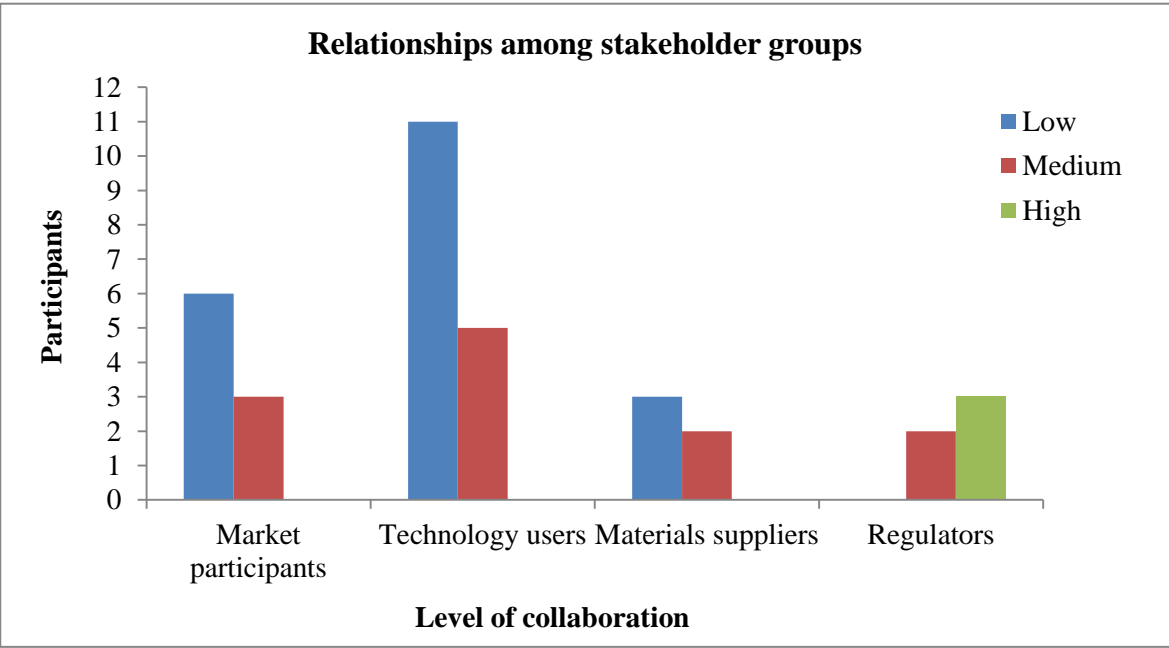 Relationships among stakeholder groups
12
11
10
9
8
7
6
5
4
3
2
1
0
Participants
Low
Medium
High
Market
participants
Technology users
Materials suppliers
Regulators
Level of collaboration